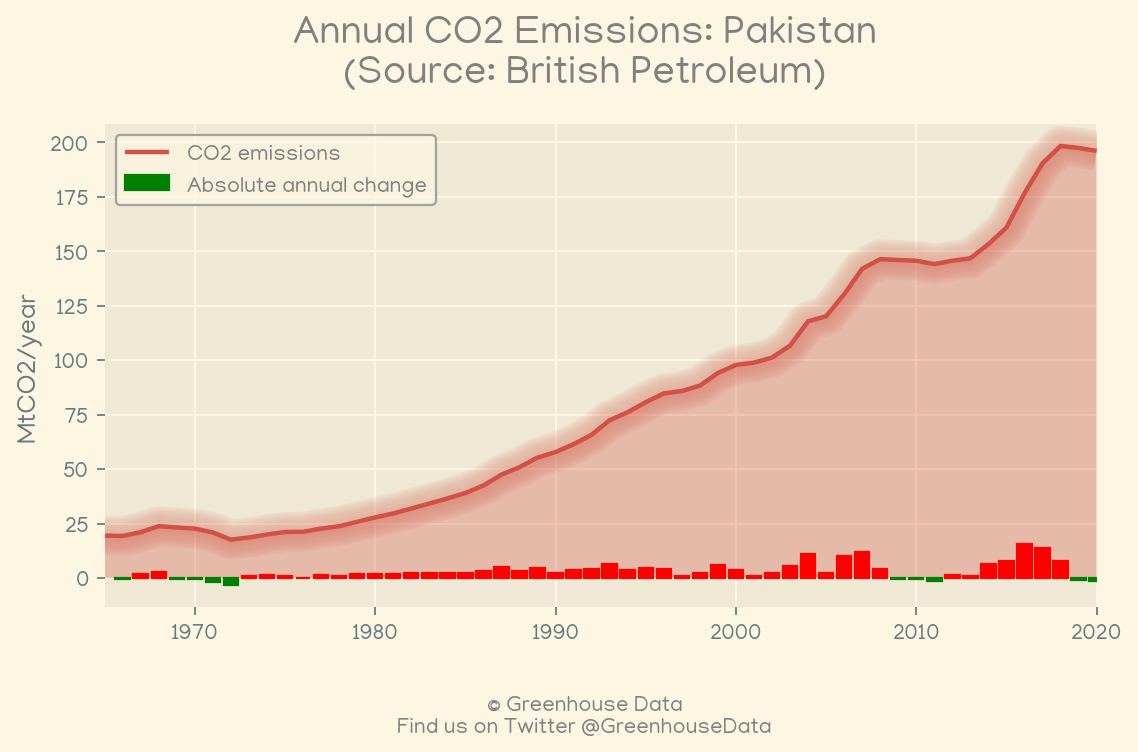 Annual CO2 Emissions: Pakistan
(Source: British Petroleum)
CO2 emissions
Absolute annual change
MtCO2/year
200
175
150
125
100
75
50
25
0
1970
1980
1990
2000
2010
2020
© Greenhouse Data
Find us on Twitter @GreenhouseData